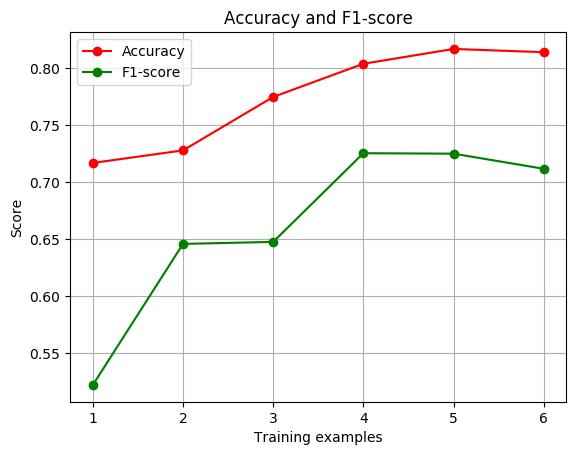 Accuracy and F1-score
Accuracy
F1-score
0.80
0.75
0.70
0.65
0.60
0.55
Score
1 2 3 4 5 6
Training examples